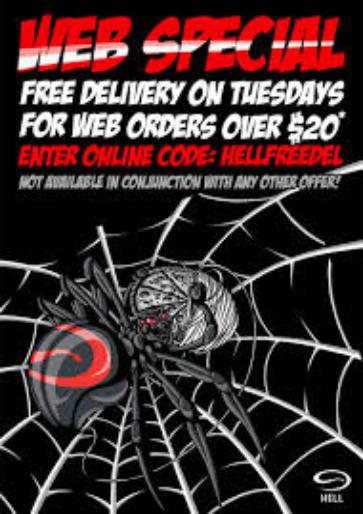 WEB SPECIAL
FREE DELIVERY ON TUESDAYS
FOR WEB ORDERS OVER $20*
ENTER ONLINE CODE: HELLFREEDEL
NOT AVAILABLE IN CONJUNCTION WITH ANY OTHER OFFER!
HELL